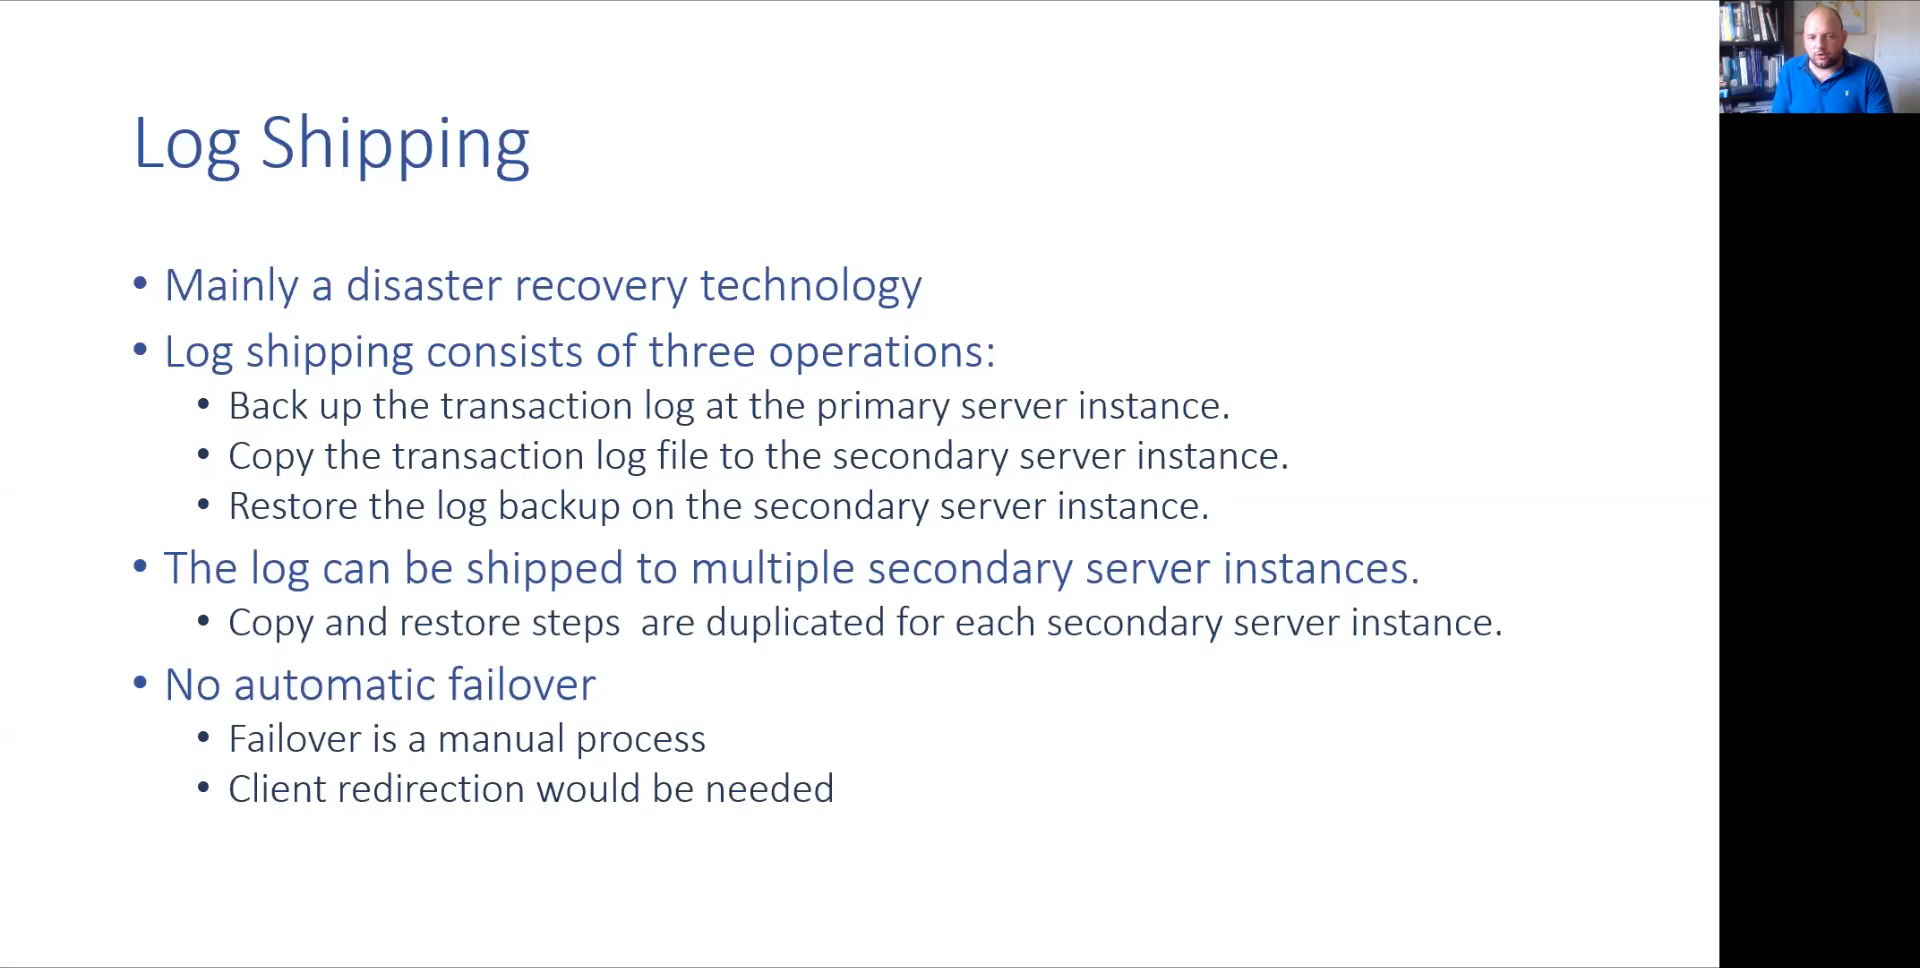 Log Shipping
• Mainly a disaster recovery technology
• Log shipping consists of three operations:
• Back up the transaction log at the primary server instance.
• Copy the transaction log file to the secondary server instance.
• Restore the log backup on the secondary server instance.
• The log can be shipped to multiple secondary server instances.
• Copy and restore steps  are duplicated for each secondary server instance.
• No automatic failover
• Failover is a manual process
• Client redirection would be needed